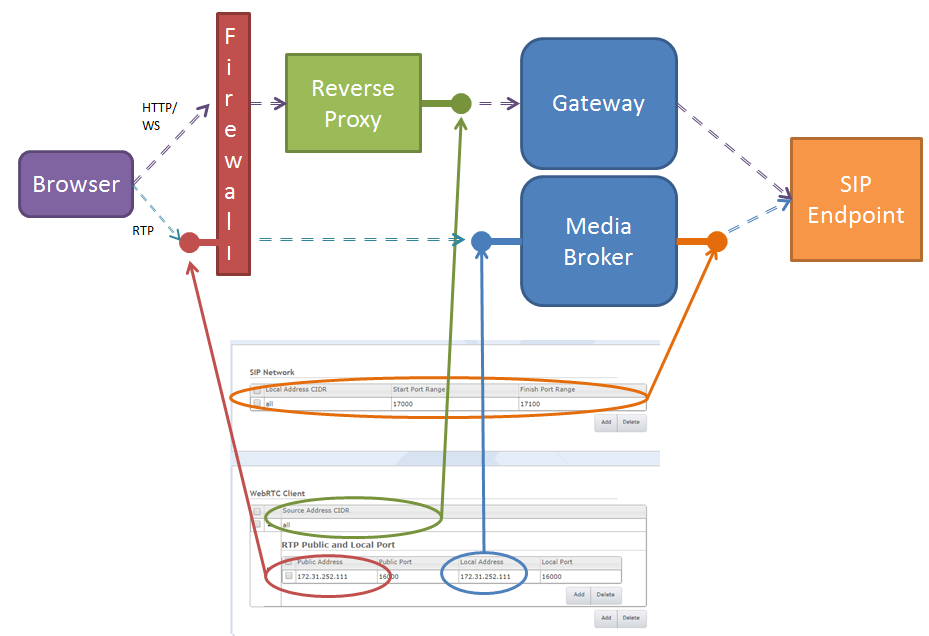 Firewall
HTTP/
WS
Reverse
Proxy
Gateway
Browser
SIP
Endpoint
RTP
Media
Broker
SIP Network
Local Address CIDR Start Port Range Finish Port Range
all 17000 17100
Add Delete
WebRTC Client
Source Address CIDR
all
RTP Public and Local Port
Public Address Public Port Local Address Local Port
172.31.252.111 16000 172.31.252.111 16000
Add Delete
Add Delete